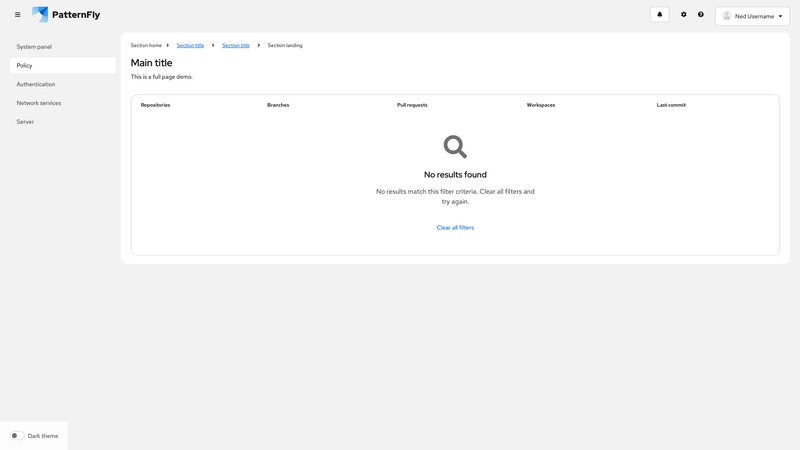 PatternFly
Ned Username
System panel
Policy
Authentication
Network services
Server
Section home Section title Section title Section landing
Main title
This is a full page demo.
Repositories Branches Pull requests Workspaces Last commit
No results found
No results match this filter criteria. Clear all filters and
try again.
Clear all filters
Dark theme